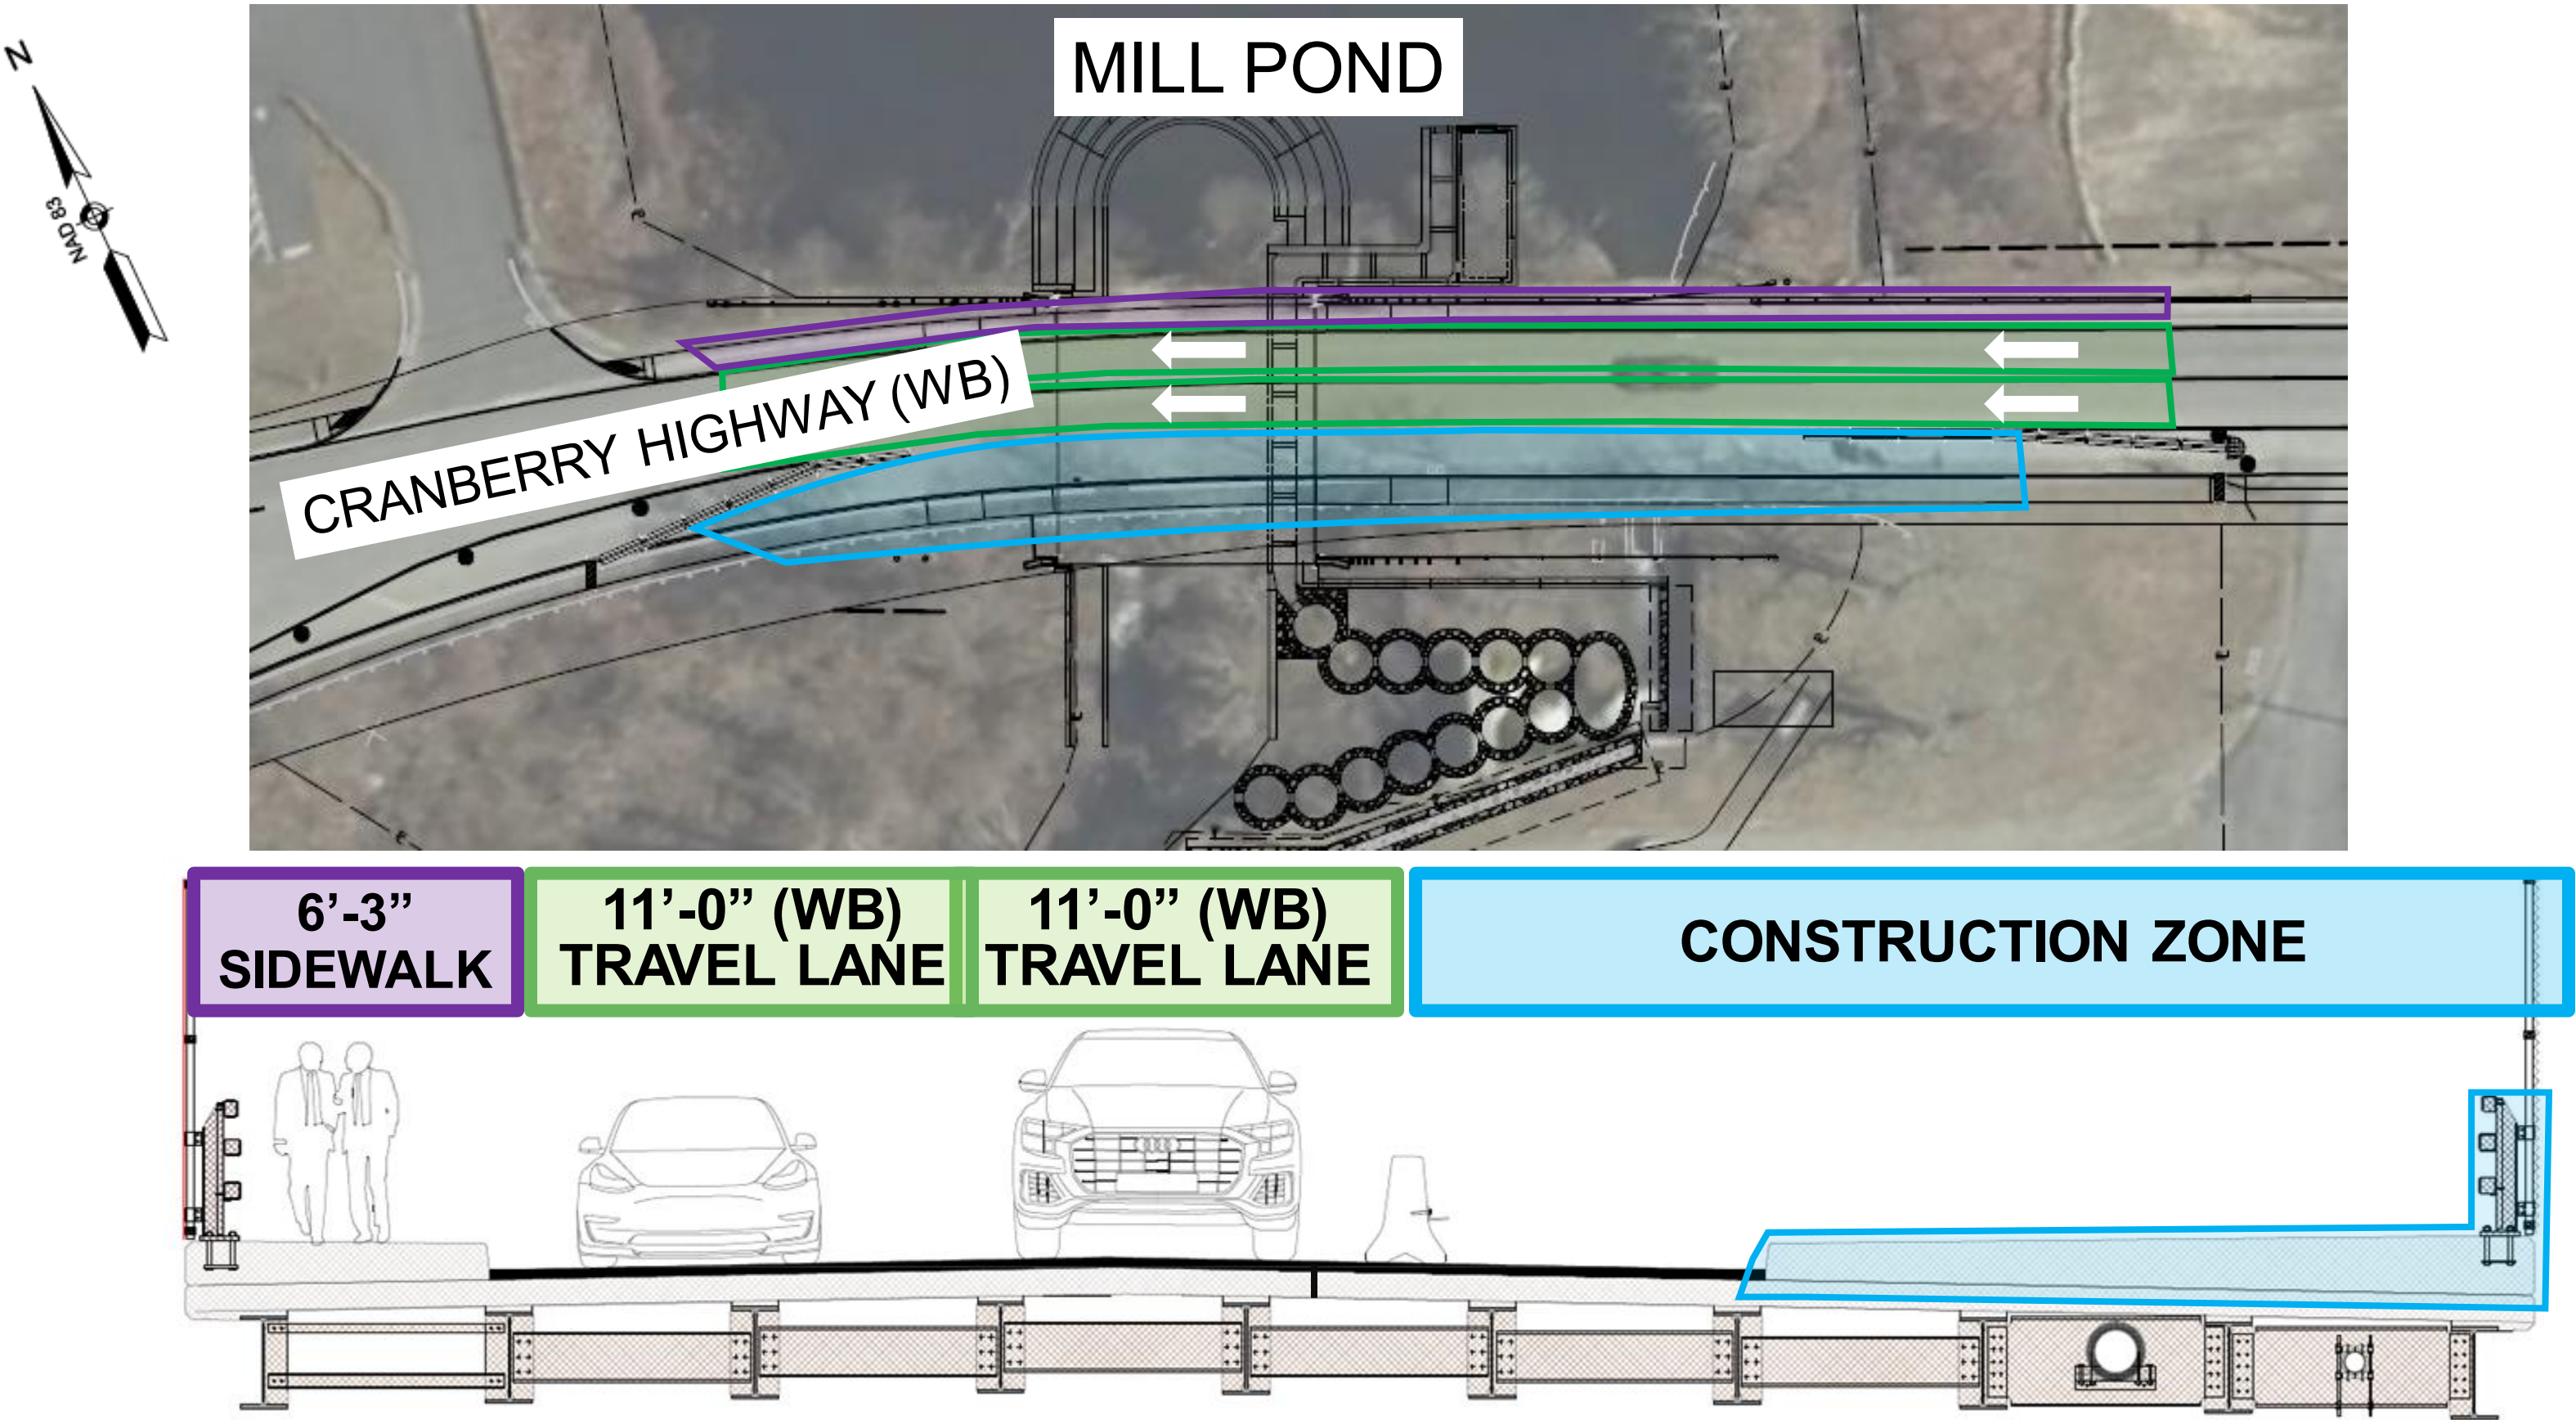 N
NAD 83
MILL POND
CRANBERRY HIGHWAY (WB)
6’-3”
SIDEWALK
11’-0” (WB)
TRAVEL LANE
11’-0” (WB)
TRAVEL LANE
CONSTRUCTION ZONE